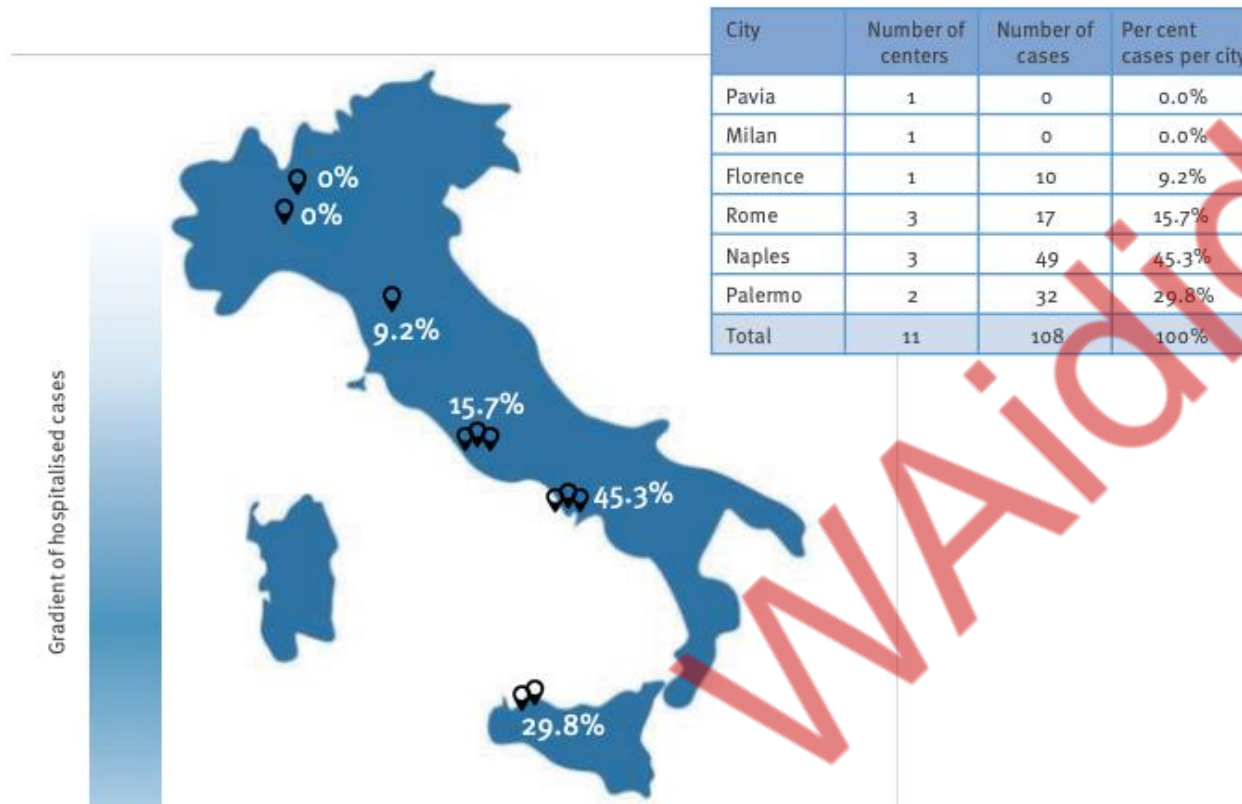 City Number of centers Number of cases Per cent cases per city
Pavia 1 0 0.0%
Milan 1 0 0.0%
Florence 1 10 9.2%
Rome 3 17 15.7%
Naples 3 49 45.3%
Palermo 2 32 29.8%
Total 11 108 100%
0%
0%
9.2%
15.7%
45.3%
29.8%
Gradient of hospitalised cases
WAidid